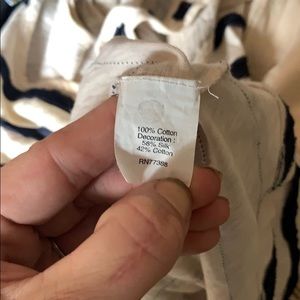 100% Cotton
Decoration :
58% Silk
42% Cotton
RN77388